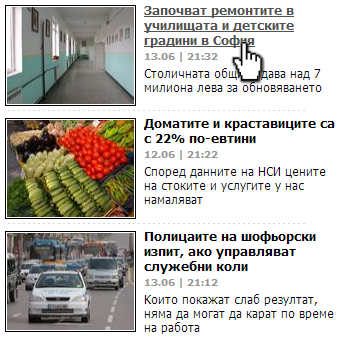 Започват ремонтите в
училищата и детските
градини в София
13.06 | 21:32
Столичната дава над 7
милиона лева за обновяването
Доматите и краставиците са
с 22% по-евтини
12.06 | 21:22
Според данните на НСИ цените
на стоките и услугите у нас
намаляват
Полицаите на шофьорски
изпит, ако управляват
служебни коли
13.06 | 21:12
Които покажат слаб резултат,
няма да могат да карат по време
на работа